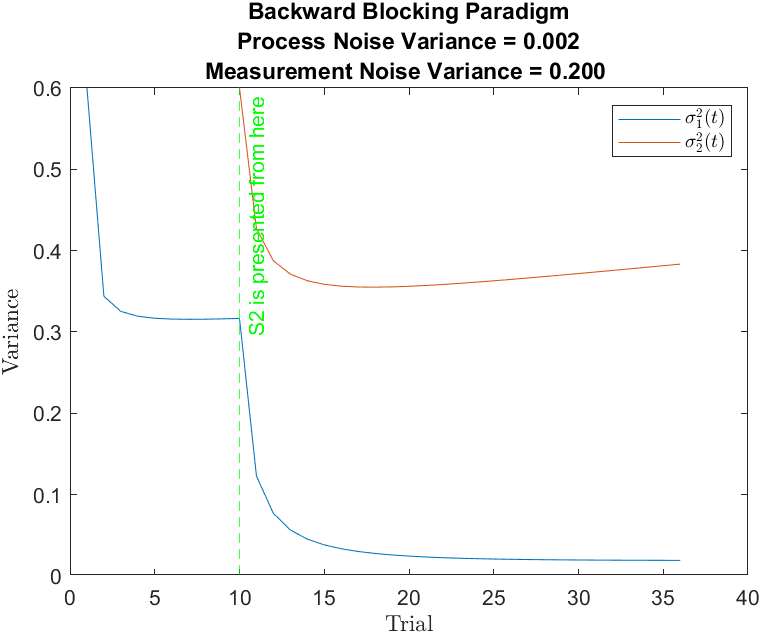 Backward Blocking Paradigm
Process Noise Variance = 0.002
Measurement Noise Variance = 0.200
0.6
0.5
0.4
0.3
0.2
0.1
0
Variance
S2 is presented from here
σ₁²(t)
σ₂²(t)
0 5 10 15 20 25 30 35 40
Trial